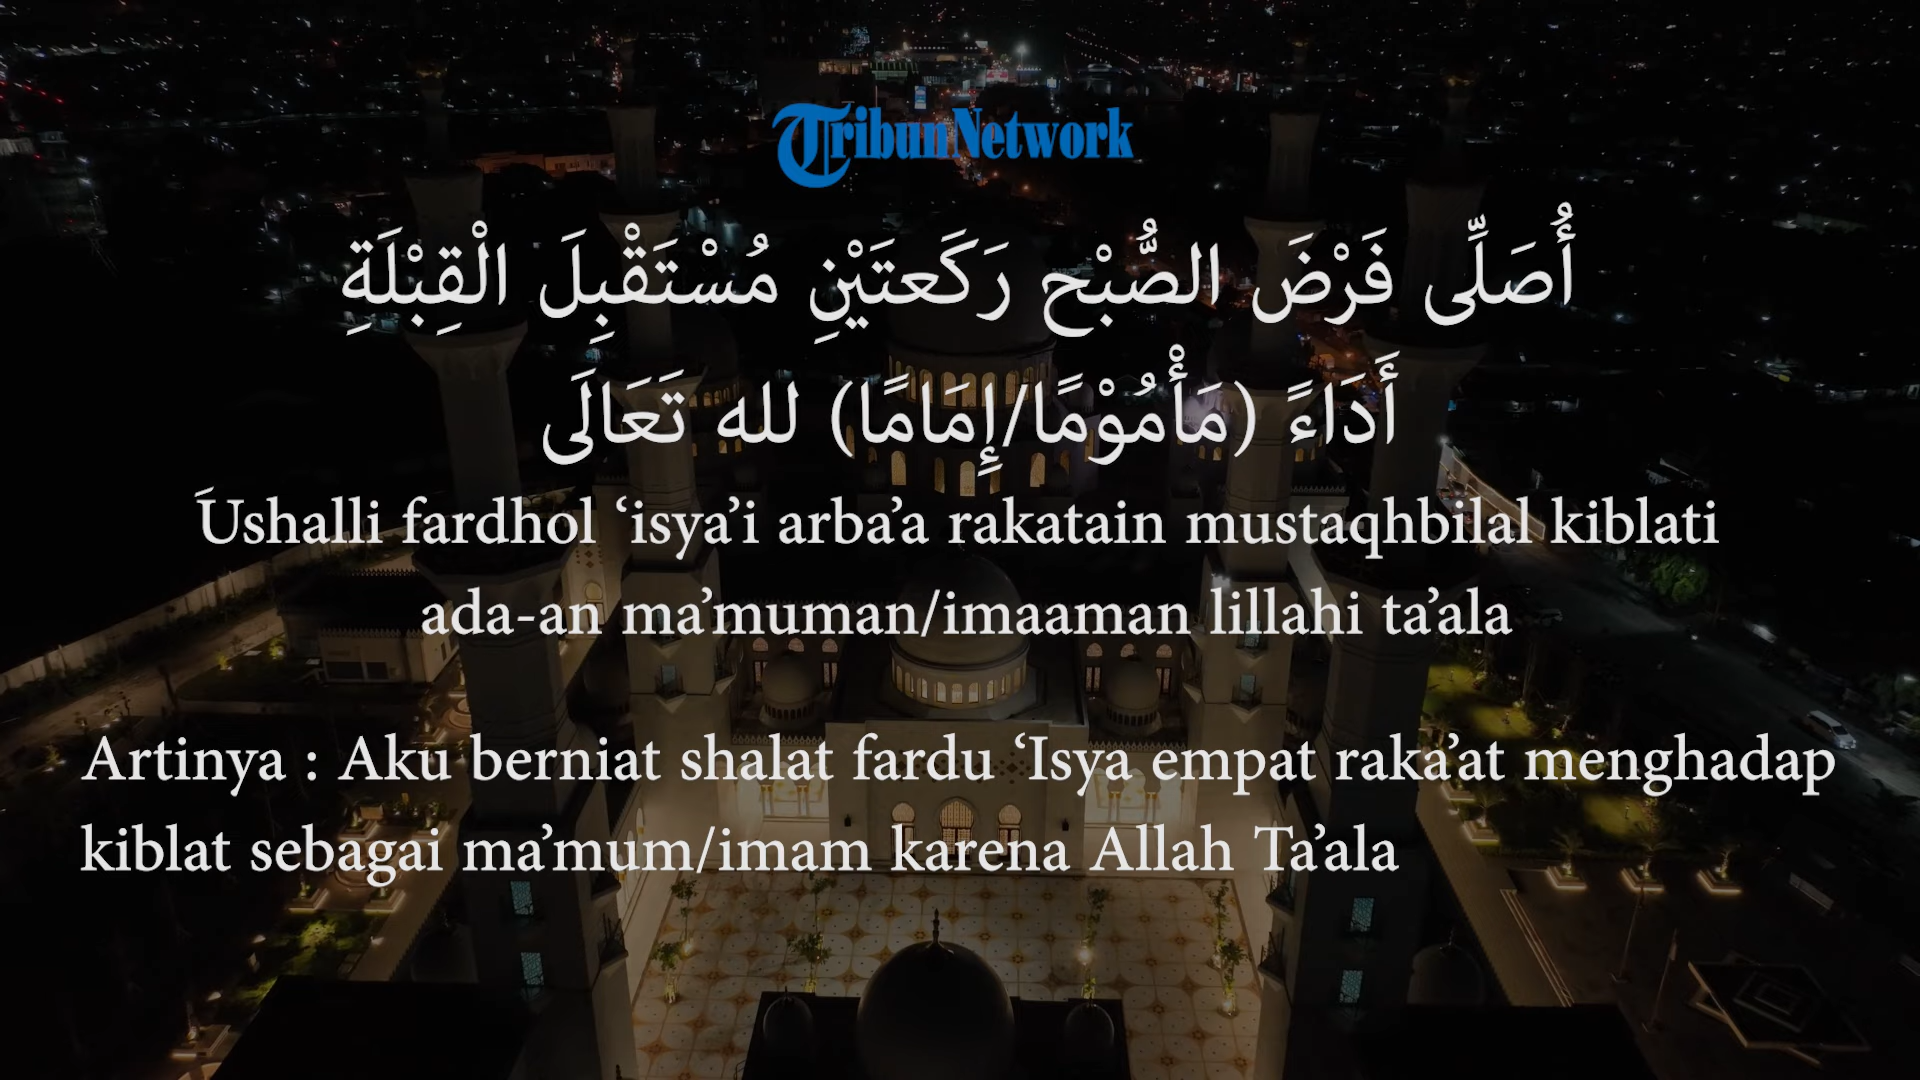 TribunNetwork
أُصَلِّى فَرْضَ الصُّبْح رَكَعتَيْنِ مُسْتَقْبِلَ الْقِبْلَةِ
أَدَاءً (مَأْمُوْمًا/إِمَامًا) لله تَعَالَى
َUshalli fardhol ‘isya’i arba’a rakatain mustaqhbilal kiblati
ada-an ma’muman/imaaman lillahi ta’ala
Artinya : Aku berniat shalat fardu ‘Isya empat raka’at menghadap
kiblat sebagai ma’mum/imam karena Allah Ta’ala